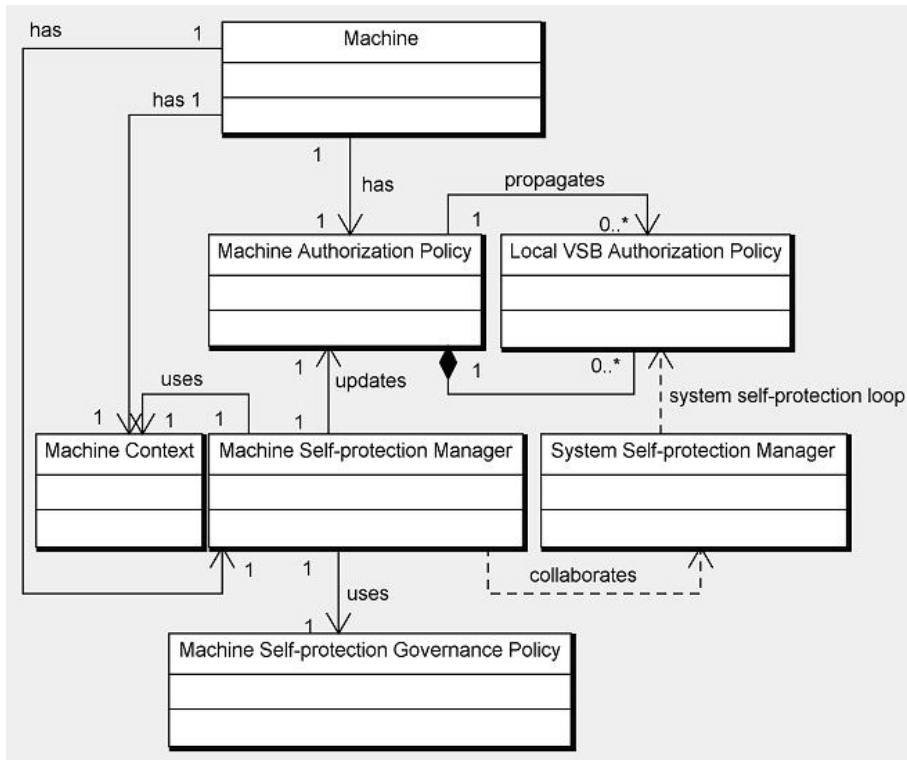 has
1
Machine
has 1
1
has
propagates
1
1
0..*
Machine Authorization Policy
Local VSB Authorization Policy
1
updates
1
0..*
uses
system self-protection loop
1
1
1
1
Machine Context
Machine Self-protection Manager
System Self-protection Manager
1
1
collaborates
uses
1
Machine Self-protection Governance Policy